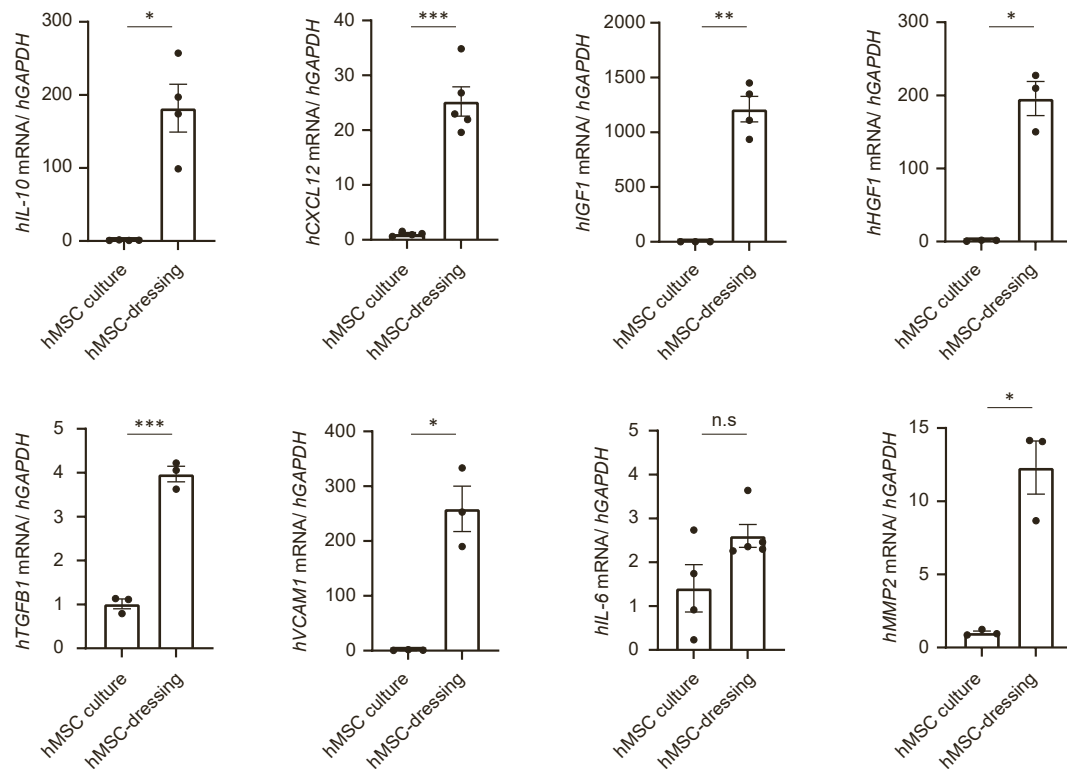 *
hIL-10 mRNA/ hGAPDH
300
200
100
0
hMSC culture
hMSC-dressing
***
hCXCL12 mRNA/ hGAPDH
40
30
20
10
0
hMSC culture
hMSC-dressing
**
hIGF1 mRNA/ hGAPDH
2000
1500
1000
500
0
hMSC culture
hMSC-dressing
*
hHGF1 mRNA/ hGAPDH
300
200
100
0
hMSC culture
hMSC-dressing
***
hTGFB1 mRNA/ hGAPDH
5
4
3
2
1
0
hMSC culture
hMSC-dressing
*
hVCAM1 mRNA/ hGAPDH
400
300
200
100
0
hMSC culture
hMSC-dressing
n.s
hIL-6 mRNA/ hGAPDH
5
4
3
2
1
0
hMSC culture
hMSC-dressing
*
hMMP2 mRNA/ hGAPDH
15
10
5
0
hMSC culture
hMSC-dressing